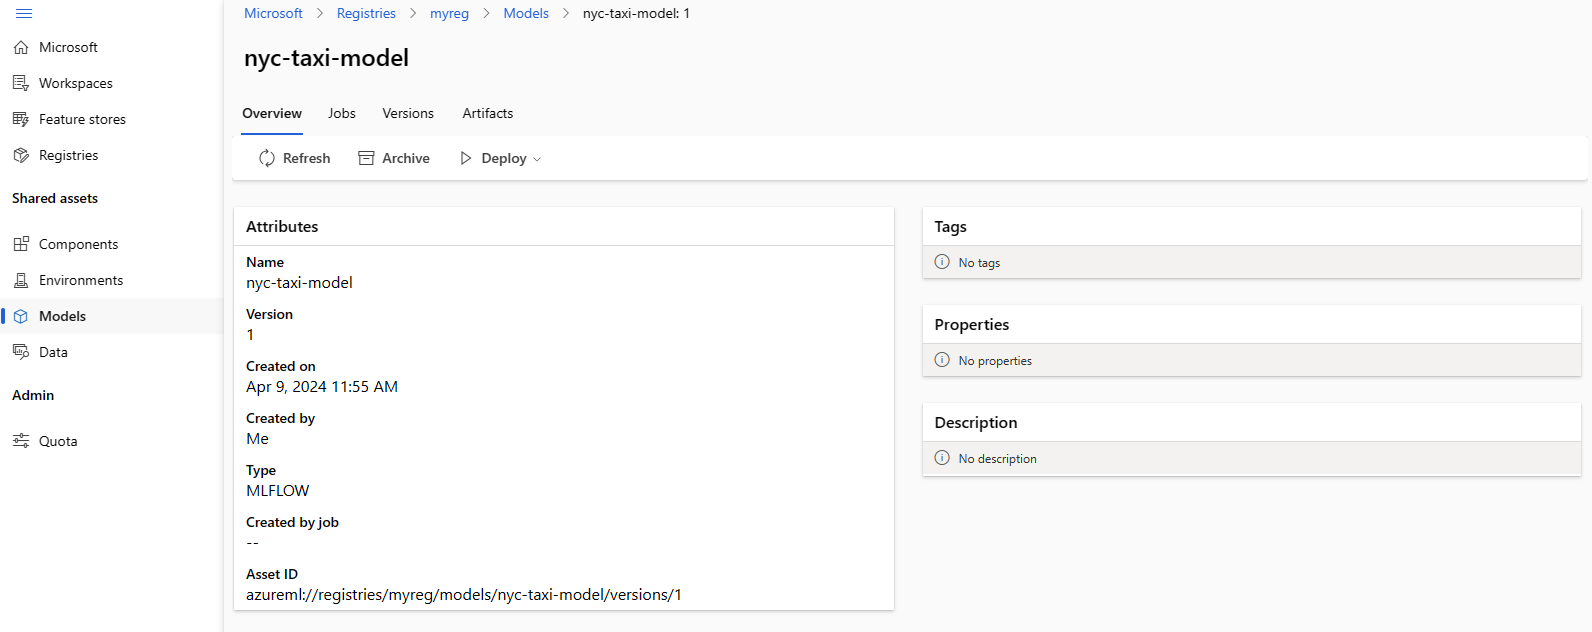 Microsoft > Registries > myreg > Models > nyc-taxi-model: 1
Microsoft
Workspaces
Feature stores
Registries
Shared assets
Components
Environments
Models
Data
Admin
Quota
nyc-taxi-model
Overview Jobs Versions Artifacts
Refresh Archive Deploy
Attributes
Name
nyc-taxi-model
Version
1
Created on
Apr 9, 2024 11:55 AM
Created by
Me
Type
MLFLOW
Created by job
--
Asset ID
azureml://registries/myreg/models/nyc-taxi-model/versions/1
Tags
No tags
Properties
No properties
Description
No description